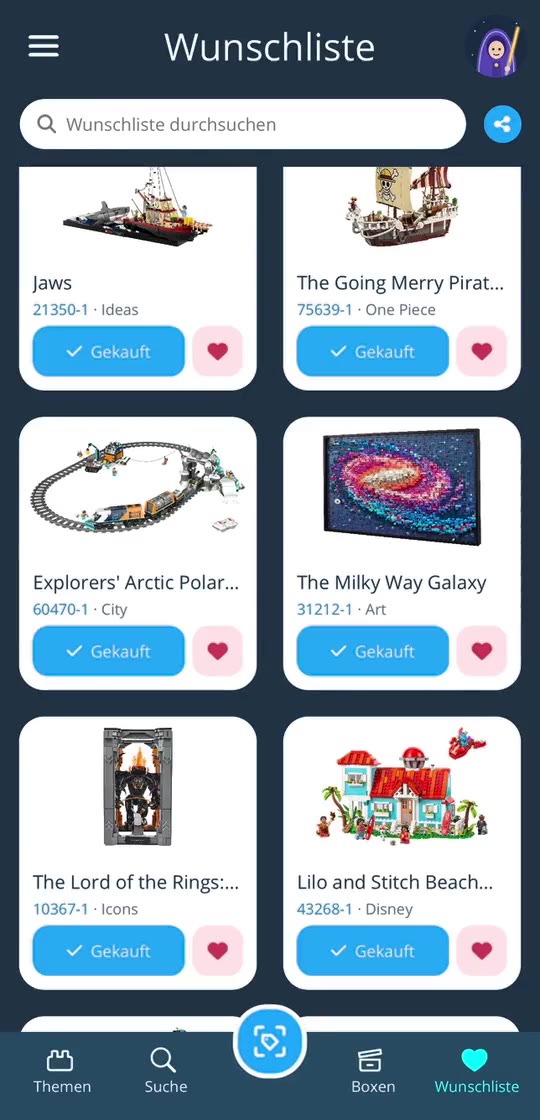 Wunschliste
Wunschliste durchsuchen
Jaws
21350-1 · Ideas
Gekauft
The Going Merry Pirat...
75639-1 · One Piece
Gekauft
Explorers' Arctic Polar...
60470-1 · City
Gekauft
The Milky Way Galaxy
31212-1 · Art
Gekauft
The Lord of the Rings:...
10367-1 · Icons
Gekauft
Lilo and Stitch Beach...
43268-1 · Disney
Gekauft
Themen
Suche
Boxen
Wunschliste